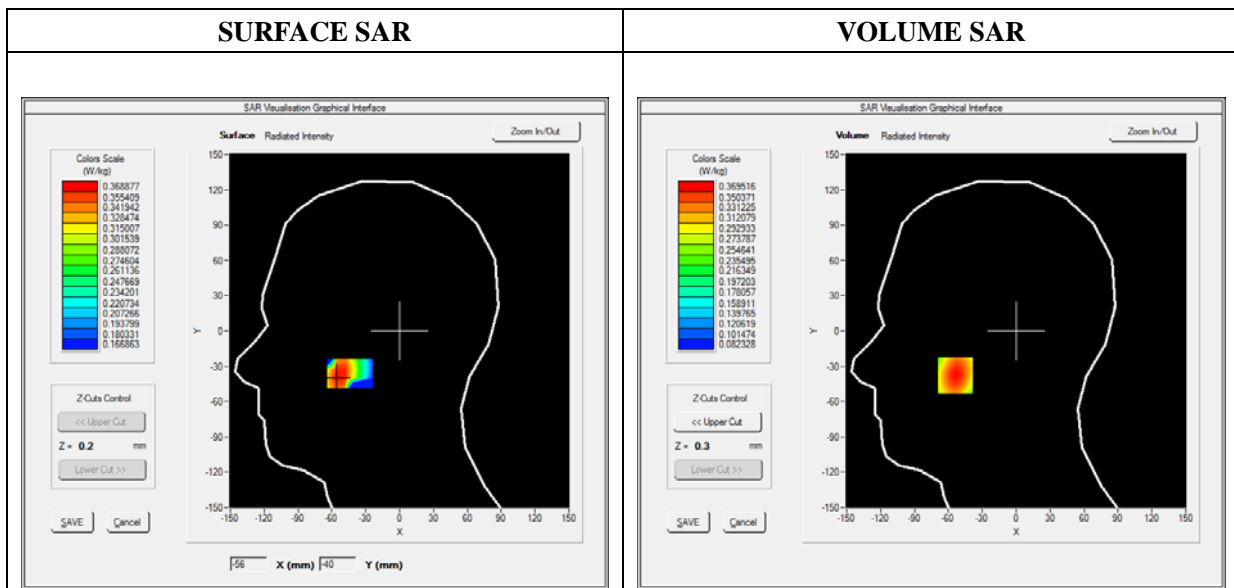 SURFACE SAR
VOLUME SAR
SAR Visualisation Graphical Interface
Surface Radiated Intensity
Zoom In/Out
Colors Scale
(W/kg)
0.368877
0.355409
0.341942
0.328474
0.315007
0.301539
0.288072
0.274604
0.261136
0.247669
0.234201
0.220734
0.207266
0.193799
0.180331
0.166863
Z-Cuts Control
<< Upper Cut
Z = 0.2 mm
Lower Cut >>
SAVE Cancel
150
120
90
60
30
0
-30
-60
-90
-120
-150
Y
-150 -120 -90 -60 -30 0 30 60 90 120 150
X
-56 X (mm) -40 Y (mm)
SAR Visualisation Graphical Interface
Volume Radiated Intensity
Zoom In/Out
Colors Scale
(W/kg)
0.369516
0.350371
0.331225
0.312079
0.292933
0.273787
0.254641
0.235495
0.216349
0.197203
0.178057
0.158911
0.139765
0.120619
0.101474
0.082328
Z-Cuts Control
<< Upper Cut
Z = 0.3 mm
Lower Cut >>
SAVE Cancel
150
120
90
60
30
0
-30
-60
-90
-120
-150
Y
-150 -120 -90 -60 -30 0 30 60 90 120 150
X